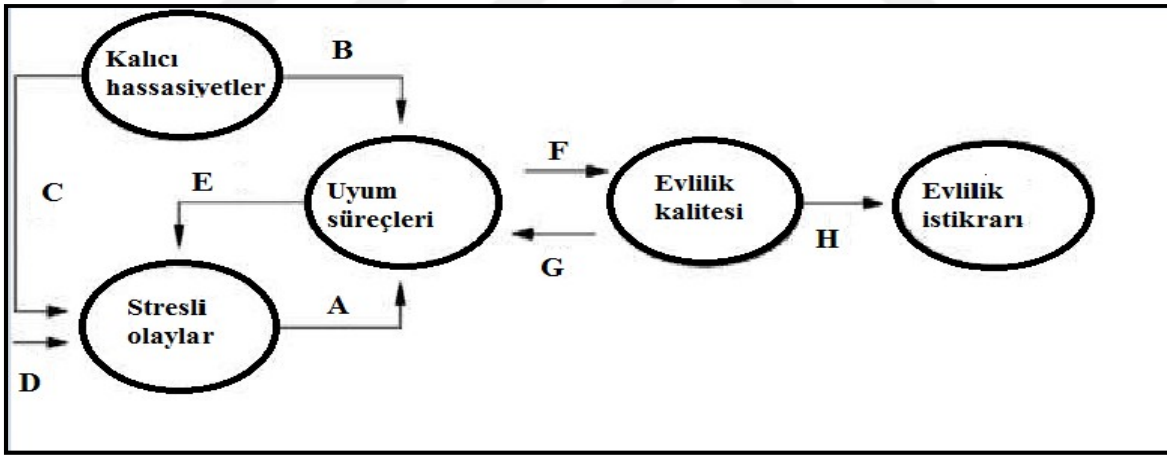 Kalıcı
hassasiyetler
B
C
E
Uyum
süreçleri
F
G
Evlilik
kalitesi
H
Evlilik
istikrarı
Stresli
olaylar
A
D